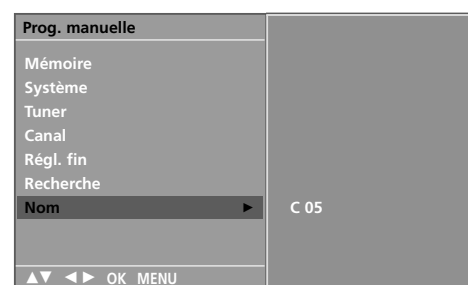 Prog. manuelle
Mémoire
Système
Tuner
Canal
Régl. fin
Recherche
Nom ► C 05
▲▼ ◄► OK MENU